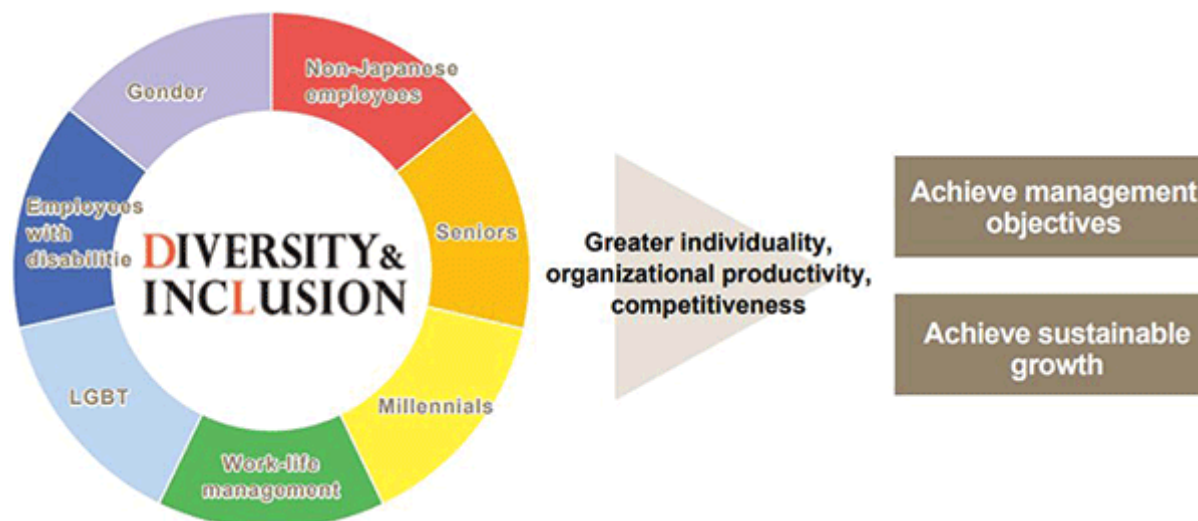 Gender
Non-Japanese
employees
Employees
with
disabilitie
DIVERSITY &
INCLUSION
Seniors
LGBT
Millennials
Work-life
management
Greater individuality,
organizational productivity,
competitiveness
Achieve management
objectives
Achieve sustainable
growth